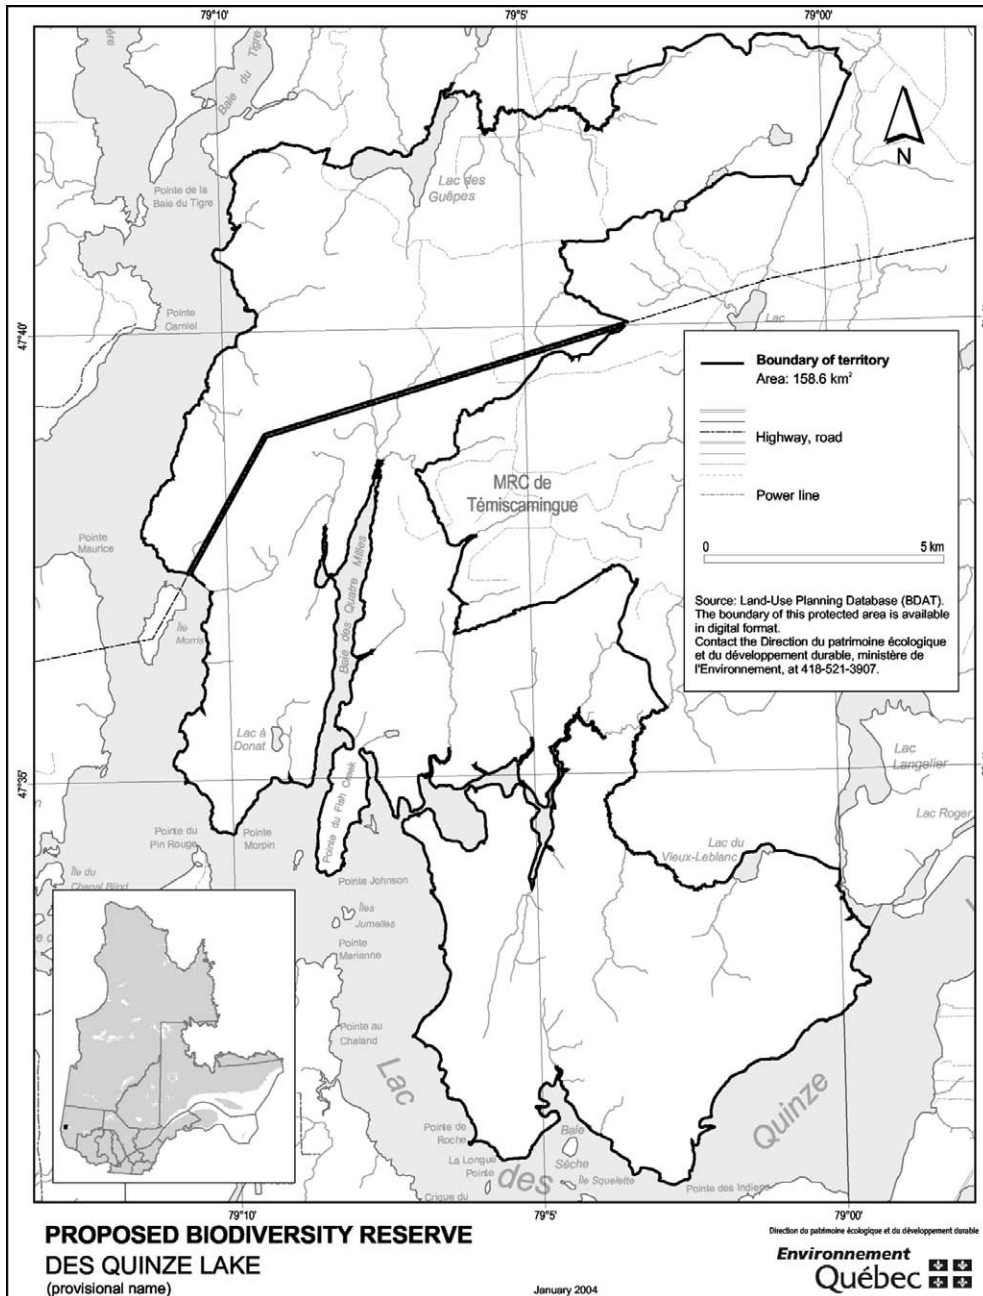 79°10'
79°5'
79°00'
Baie du Tigre
N
Lac des
Guêpes
Pointe de la
Baie du Tigre
Pointe
Carniel
47°40'
Lac
Boundary of territory
Area: 158.6 km²
Highway, road
Power line
0
5 km
Source: Land-Use Planning Database (BDAT).
The boundary of this protected area is available
in digital format.
Contact the Direction du patrimoine écologique
et du développement durable, ministère de
l'Environnement, at 418-521-3907.
MRC de
Témiscamingue
Pointe
Maurice
Baie des Quatre Milles
Île
Morris
Lac à
Donat
Lac
Langelier
47°35'
Pointe du Fish Creek
Lac Roger
Pointe du
Pin Rouge
Pointe
Morpin
Lac du
Vieux-Leblanc
Île du
Chenal Blind
Pointe Johnson
Îles
Jumelles
Pointe
Marianne
Pointe au
Chaland
Lac
des
Quinze
Pointe de
Roche
Baie
Sèche
La Longue
Pointe
Île Squelette
Pointe des Indiens
Crique du
79°10'
79°5'
79°00'
PROPOSED BIODIVERSITY RESERVE
DES QUINZE LAKE
(provisional name)
January 2004
Direction du patrimoine écologique et du développement durable
Environnement
Québec